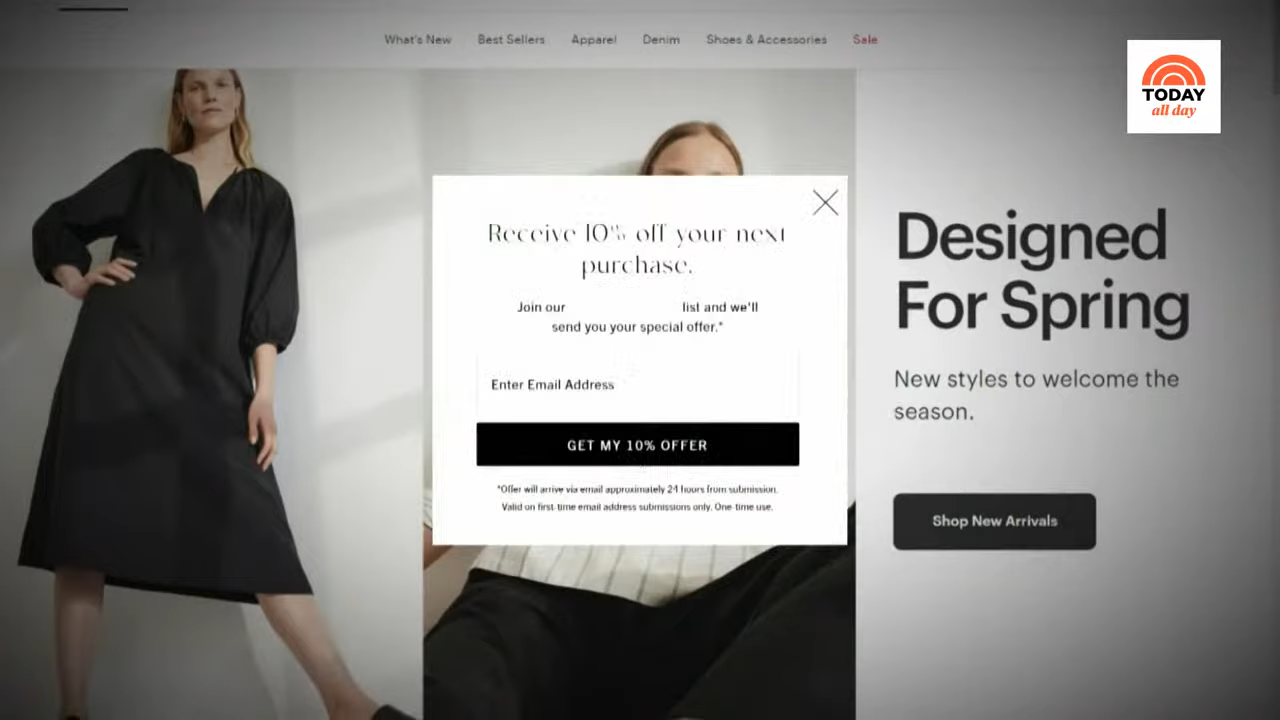 What's New Best Sellers Apparel Denim Shoes & Accessories Sale
TODAY
all day
Receive 10% off your next
purchase.
Join our list and we'll
send you your special offer.*
Enter Email Address
GET MY 10% OFFER
*Offer will arrive via email approximately 24 hours from submission.
Valid on first-time email address submissions only. One-time use.
Designed
For Spring
New styles to welcome the
season.
Shop New Arrivals